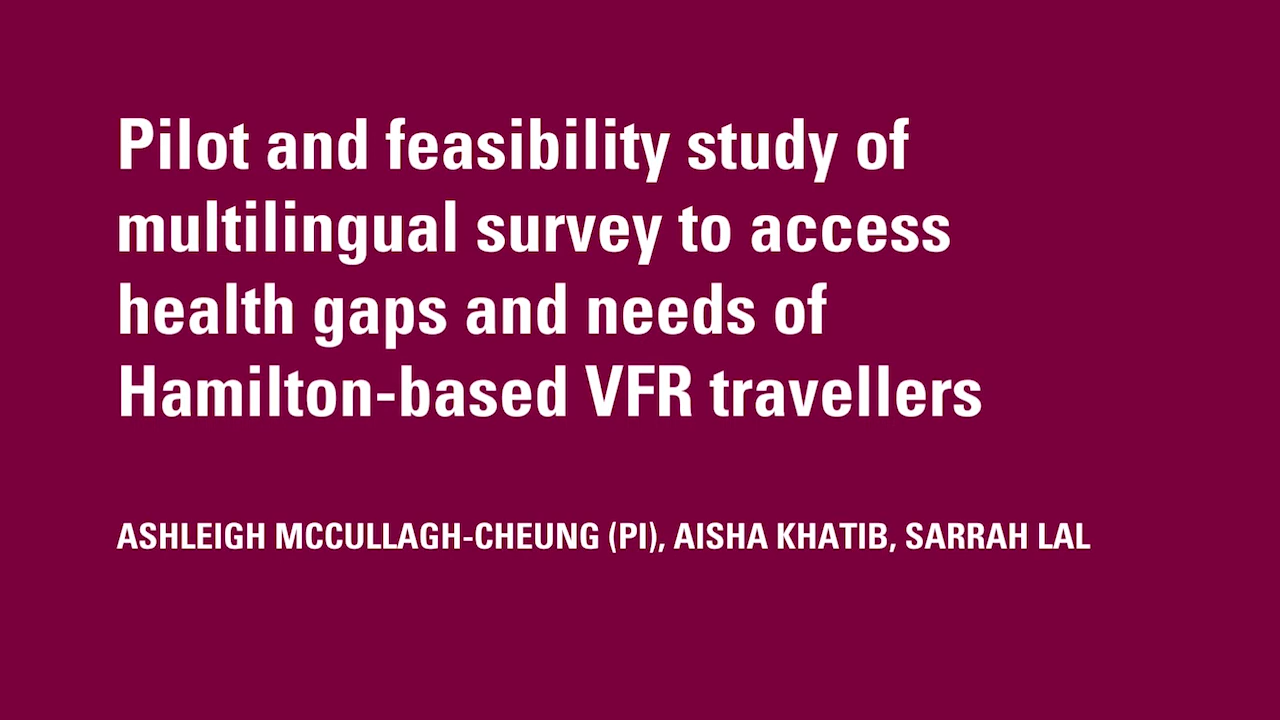 Pilot and feasibility study of
multilingual survey to access
health gaps and needs of
Hamilton-based VFR travellers
ASHLEIGH MCCULLAGH-CHEUNG (PI), AISHA KHATIB, SARRAH LAL